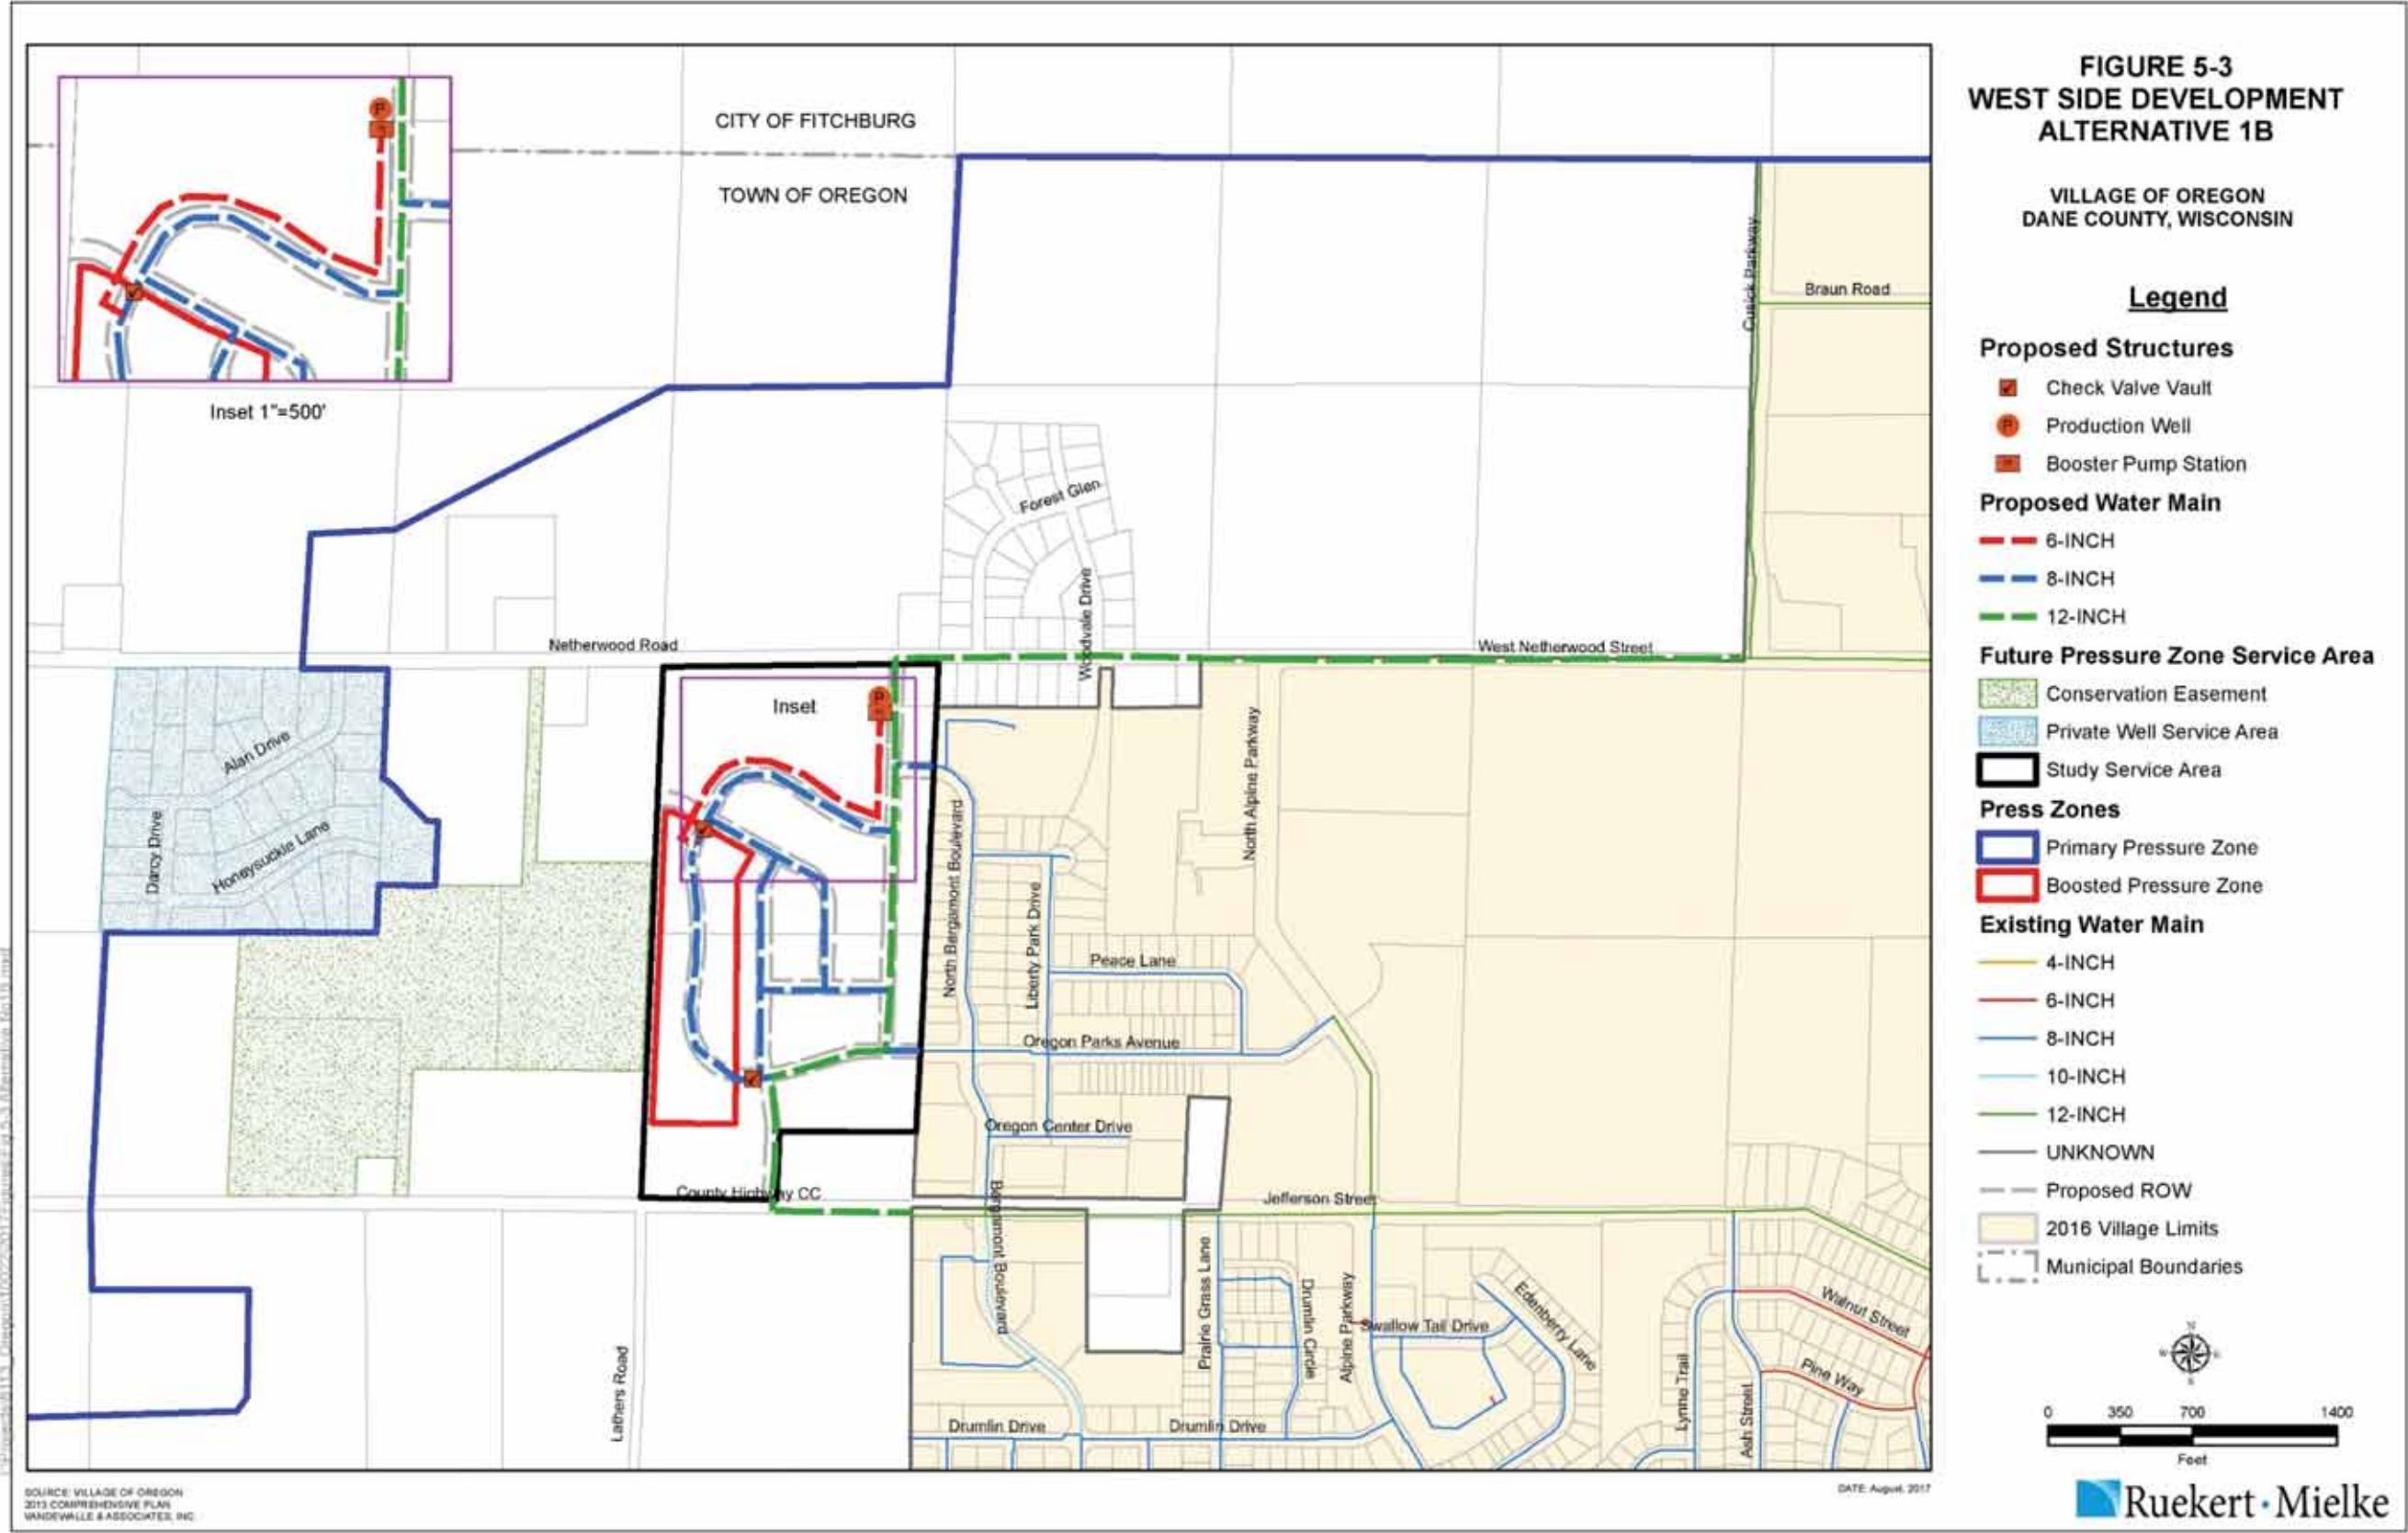 FIGURE 5-3
WEST SIDE DEVELOPMENT
ALTERNATIVE 1B
VILLAGE OF OREGON
DANE COUNTY, WISCONSIN
Legend
Proposed Structures
Check Valve Vault
P Production Well
Booster Pump Station
Proposed Water Main
6-INCH
8-INCH
12-INCH
Future Pressure Zone Service Area
Conservation Easement
Private Well Service Area
Study Service Area
Press Zones
Primary Pressure Zone
Boosted Pressure Zone
Existing Water Main
4-INCH
6-INCH
8-INCH
10-INCH
12-INCH
UNKNOWN
Proposed ROW
2016 Village Limits
Municipal Boundaries
0 350 700 1400
Feet
Ruekert·Mielke
P
Inset 1"=500'
CITY OF FITCHBURG
TOWN OF OREGON
Cusick Parkway
Braun Road
Forest Glen
Woodvale Drive
Netherwood Road
West Netherwood Street
Inset
P
Alan Drive
Darcy Drive
Honeysuckle Lane
North Bergamont Boulevard
Liberty Park Drive
North Alpine Parkway
Peace Lane
Oregon Parks Avenue
Oregon Center Drive
County Highway CC
Jefferson Street
Bergamont Boulevard
Prairie Grass Lane
Drumlin Circle
Alpine Parkway
Swallow Tail Drive
Edenberry Lane
Walnut Street
Pine Way
Lynne Trail
Ash Street
Lathers Road
Drumlin Drive
Drumlin Drive
SOURCE: VILLAGE OF OREGON
2013 COMPREHENSIVE PLAN
VANDEWALLE & ASSOCIATES, INC.
DATE: August, 2017